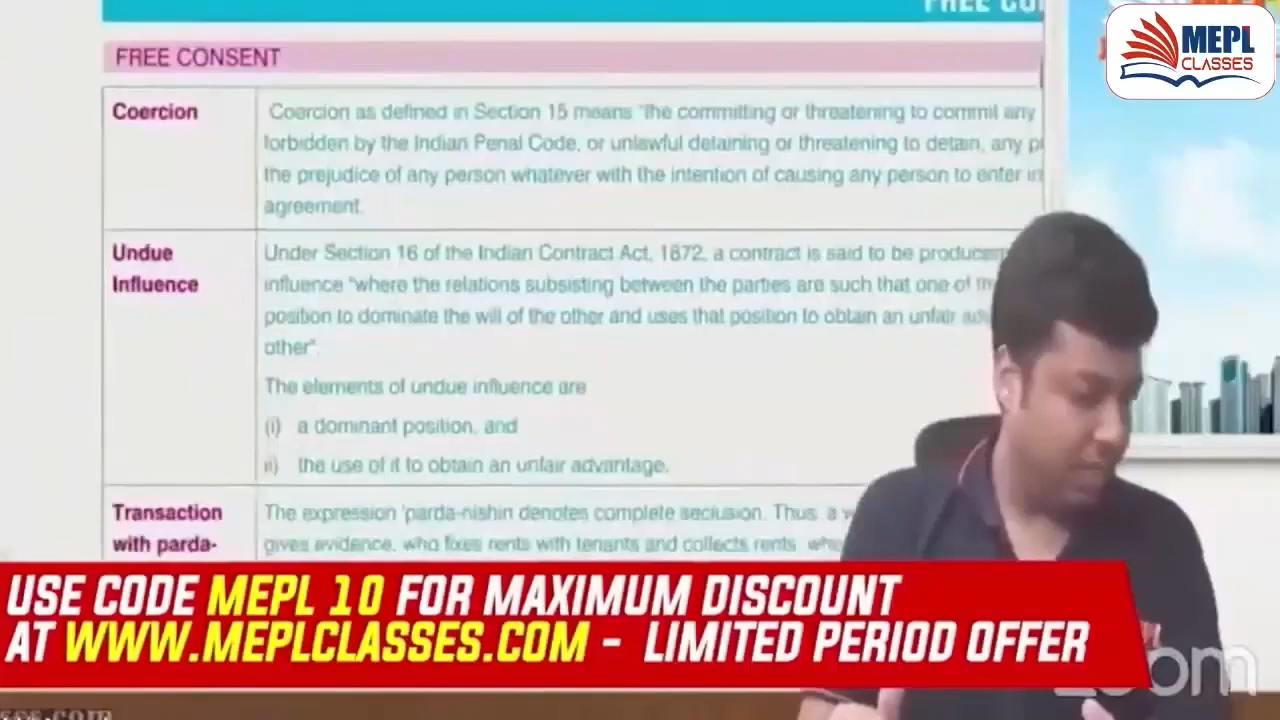 FREE
MEPL
CLASSES
FREE CONSENT
Coercion
Coercion as defined in Section 15 means "the committing or threatening to commit any
forbidden by the Indian Penal Code, or unlawful detaining or threatening to detain, any
the prejudice of any person whatever with the intention of causing any person to enter
agreement.
Undue
Influence
Under Section 16 of the Indian Contract Act, 1872, a contract is said to be
influence "where the relations subsisting between the parties are such that one of
position to dominate the will of the other and uses that position to obtain an unfair
other".
The elements of undue influence are
(i) a dominant position, and
ii) the use of it to obtain an unfair advantage.
Transaction
with parda-
The expression 'parda-nishin denotes complete seclusion. Thus, a
gives evidence, who fixes rents with tenants and collects rents,
USE CODE MEPL 10 FOR MAXIMUM DISCOUNT
AT WWW.MEPLCLASSES.COM - LIMITED PERIOD OFFER
zoom